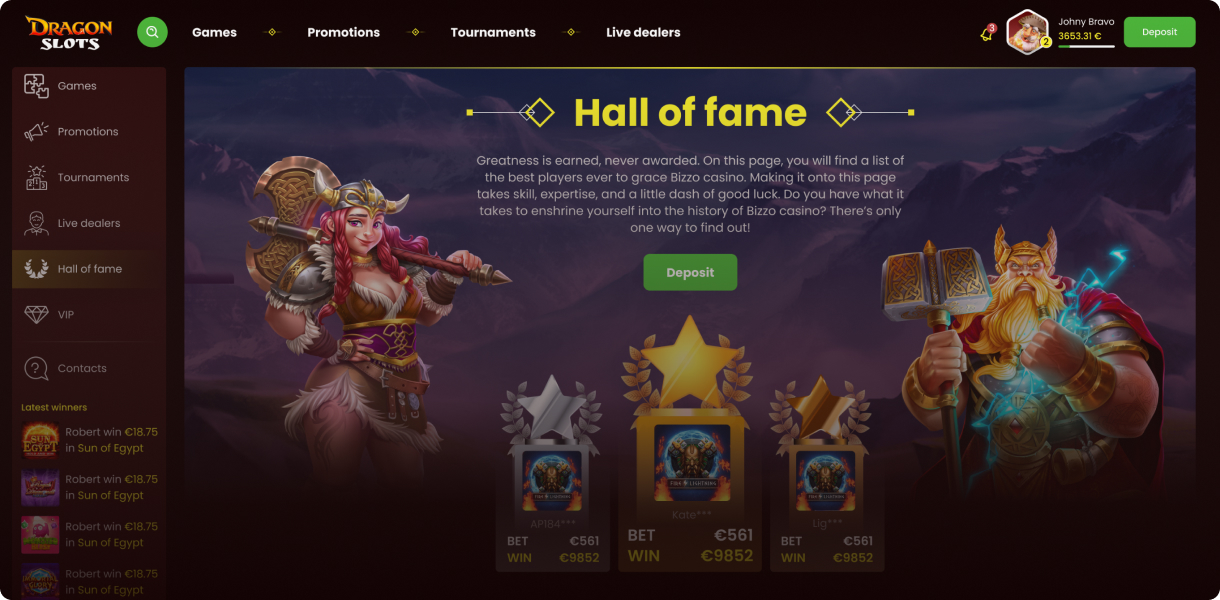 DRAGON
SLOTS
Games
Promotions
Tournaments
Live dealers
3
2
Johny Bravo
3653.31 €
Deposit
Games
Promotions
Tournaments
Live dealers
Hall of fame
VIP
Contacts
Latest winners
SUN OF
EGYPT
Robert win €18.75
in Sun of Egypt
Robert win €18.75
in Sun of Egypt
Robert win €18.75
in Sun of Egypt
Robert win €18.75
in Sun of Egypt
Hall of fame
Greatness is earned, never awarded. On this page, you will find a list of
the best players ever to grace Bizzo casino. Making it onto this page
takes skill, expertise, and a little dash of good luck. Do you have what it
takes to enshrine yourself into the history of Bizzo casino? There's only
one way to find out!
Deposit
AP184***
BET €561
WIN €9852
Kate***
BET €561
WIN €9852
Lig***
BET €561
WIN €9852